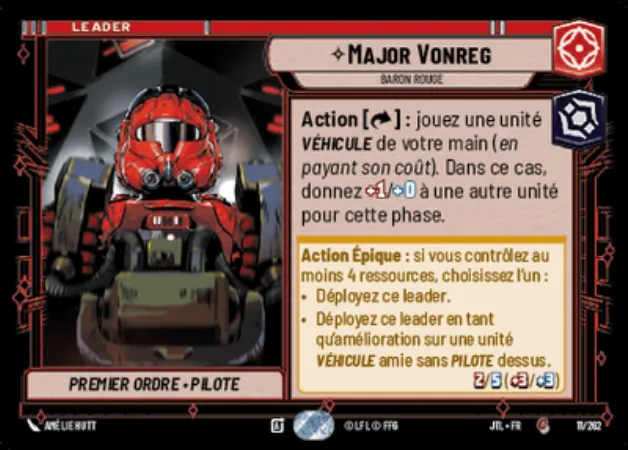 LEADER
MAJOR VONREG
BARON ROUGE
Action [ ] : jouez une unité
VÉHICULE de votre main (en
payant son coût). Dans ce cas,
donnez +1/+0 à une autre unité
pour cette phase.
Action Épique : si vous contrôlez au
moins 4 ressources, choisissez l'un :
• Déployez ce leader.
• Déployez ce leader en tant
qu'amélioration sur une unité
VÉHICULE amie sans PILOTE dessus.
2/5 (+3/+3)
PREMIER ORDRE • PILOTE
AMÉLIE HUTT
© LFL © FFG
JTL • FR
11/262